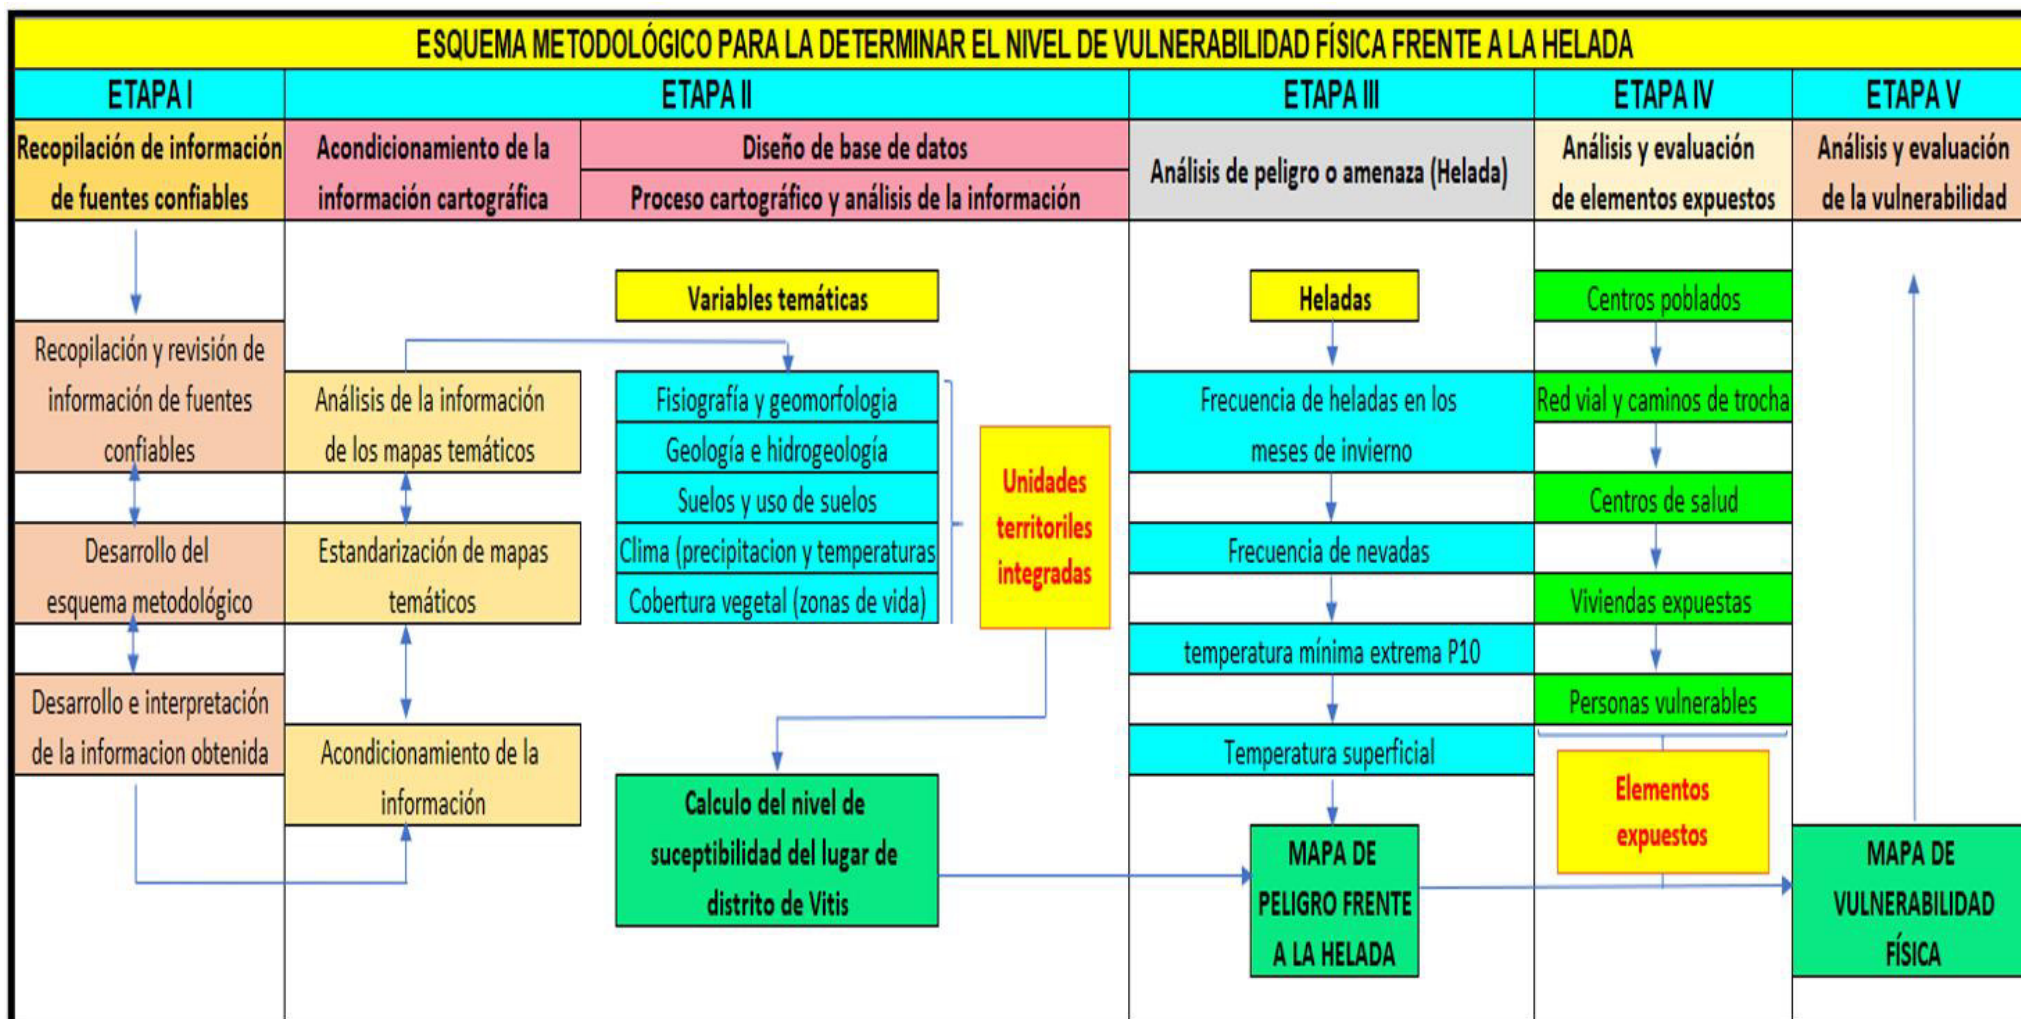 ESQUEMA METODOLÓGICO PARA LA DETERMINAR EL NIVEL DE VULNERABILIDAD FÍSICA FRENTE A LA HELADA
ETAPA I
ETAPA II
ETAPA III
ETAPA IV
ETAPA V
Recopilación de información
de fuentes confiables
Acondicionamiento de la
información cartográfica
Diseño de base de datos
Proceso cartográfico y análisis de la información
Análisis de peligro o amenaza (Helada)
Análisis y evaluación
de elementos expuestos
Análisis y evaluación
de la vulnerabilidad
Recopilación y revisión de
información de fuentes
confiables
Desarrollo del
esquema metodológico
Desarrollo e interpretación
de la informacion obtenida
Análisis de la información
de los mapas temáticos
Estandarización de mapas
temáticos
Acondicionamiento de la
información
Variables temáticas
Fisiografía y geomorfologia
Geología e hidrogeología
Suelos y uso de suelos
Clima (precipitacion y temperaturas
Cobertura vegetal (zonas de vida)
Unidades
territoriles
integradas
Calculo del nivel de
suceptibilidad del lugar de
distrito de Vitis
Heladas
Frecuencia de heladas en los
meses de invierno
Frecuencia de nevadas
temperatura mínima extrema P10
Temperatura superficial
MAPA DE
PELIGRO FRENTE
A LA HELADA
Centros poblados
Red vial y caminos de trocha
Centros de salud
Viviendas expuestas
Personas vulnerables
Elementos
expuestos
MAPA DE
VULNERABILIDAD
FÍSICA